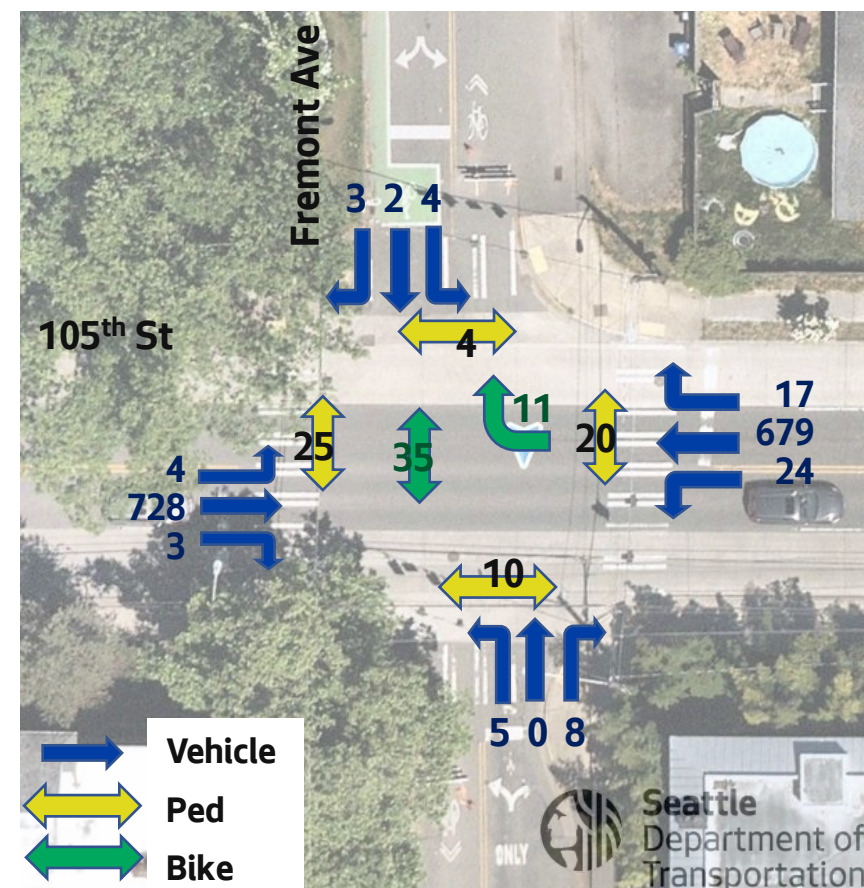 Fremont Ave
3 2 4
105th St
4
11
17
25
35
20
679
4
24
728
3
10
5 0 8
Vehicle
Ped
Bike
ONLY
Seattle
Department of
Transportation